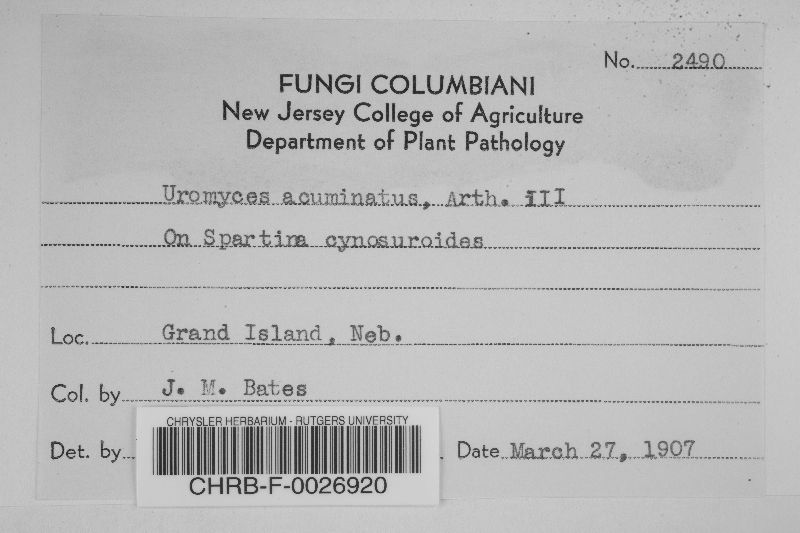 No. 2490
FUNGI COLUMBIANI
New Jersey College of Agriculture
Department of Plant Pathology
Uromyces acuminatus, Arth. iII
On Spartina cynosuroides
Loc. Grand Island, Neb.
Col. by J. M. Bates
Det. by
Date March 27, 1907
CHRYSLER HERBARIUM - RUTGERS UNIVERSITY
CHRB-F-0026920